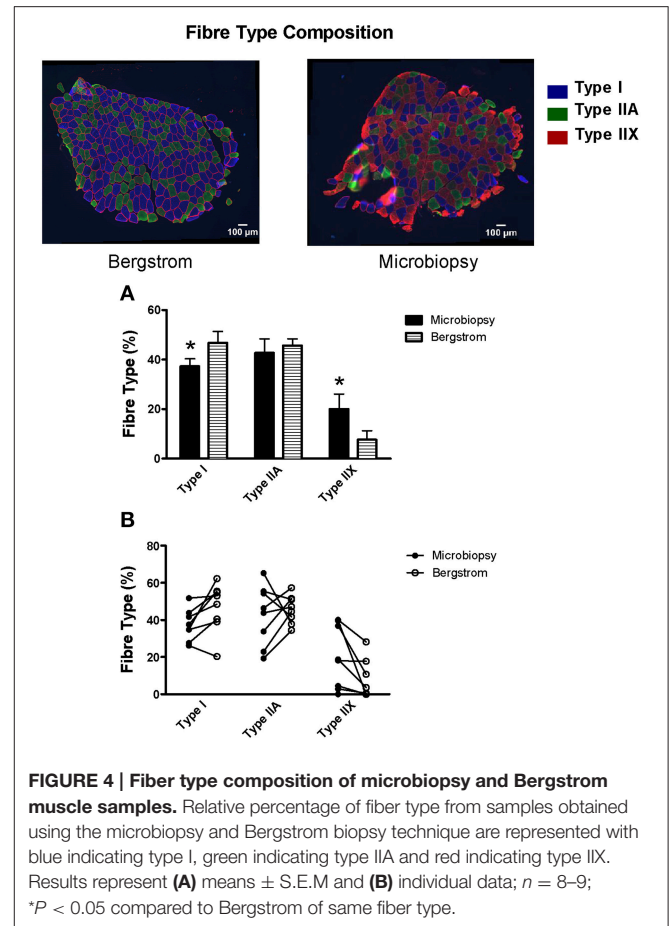 Fibre Type Composition
Type I
Type IIA
Type IIX
100 µm
100 µm
Bergstrom
Microbiopsy
A
60
40
20
0
Fibre Type (%)
*
*
Microbiopsy
Bergstrom
Type I
Type IIA
Type IIX
B
80
60
40
20
0
Fibre Type (%)
Microbiopsy
Bergstrom
Type I
Type IIA
Type IIX
FIGURE 4 | Fiber type composition of microbiopsy and Bergstrom
muscle samples. Relative percentage of fiber type from samples obtained
using the microbiopsy and Bergstrom biopsy technique are represented with
blue indicating type I, green indicating type IIA and red indicating type IIX.
Results represent (A) means ± S.E.M and (B) individual data; n = 8–9;
*P < 0.05 compared to Bergstrom of same fiber type.